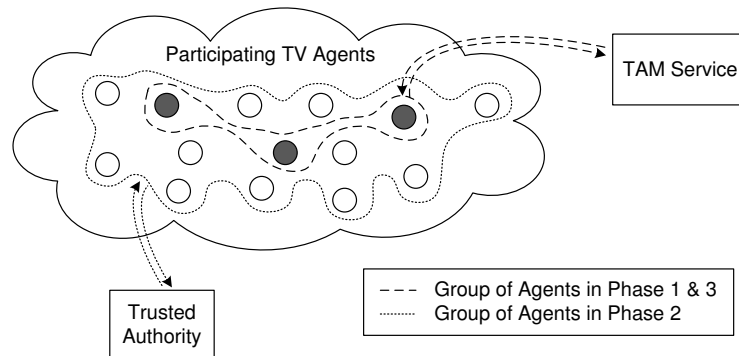 Participating TV Agents
TAM Service
Trusted
Authority
Group of Agents in Phase 1 & 3
Group of Agents in Phase 2